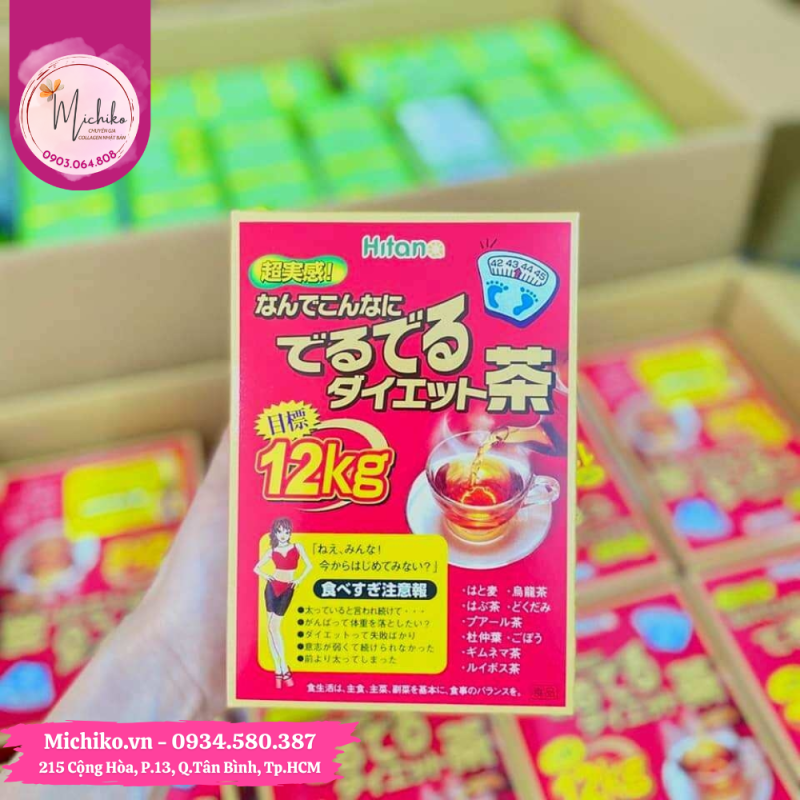 Michiko
CHUYÊN GIA
COLLAGEN NHẬT BẢN
0903.064.808
Hitano
42 43 44 45
超実感!
なんでこんなに
でるでる
ダイエット茶
目標
12kg
「ねえ、みんな!
今からはじめてみない?」
食べすぎ注意報
●太っていると言われ続けて・・・
●がんばって体重を落としたい?
●ダイエットって失敗ばかり
●意志が弱くて続けられなかった
●前より太ってしまった
・はと麦 ・烏龍茶
・はぶ茶 ・どくだみ
・プアール茶
・杜仲葉 ・ごぼう
・ギムネマ茶
・ルイボス茶
食生活は、主食、主菜、副菜を基本に、食事のバランスを。
食品
12kg
Michiko.vn - 0934.580.387
215 Cộng Hòa, P.13, Q.Tân Bình, Tp.HCM